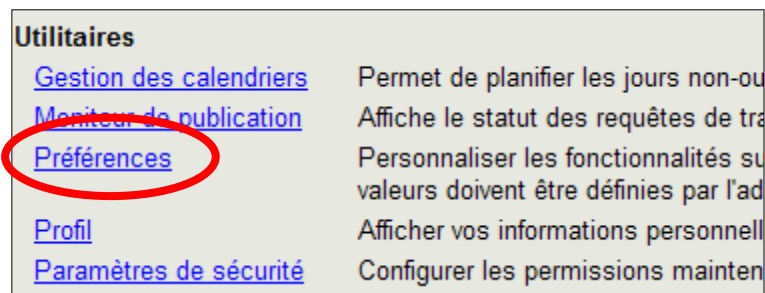 Utilitaires
Gestion des calendriers Permet de planifier les jours non-ou
Moniteur de publication Affiche le statut des requêtes de tra
Préférences Personnaliser les fonctionnalités su
valeurs doivent être définies par l'ad
Profil Afficher vos informations personnell
Paramètres de sécurité Configurer les permissions mainten